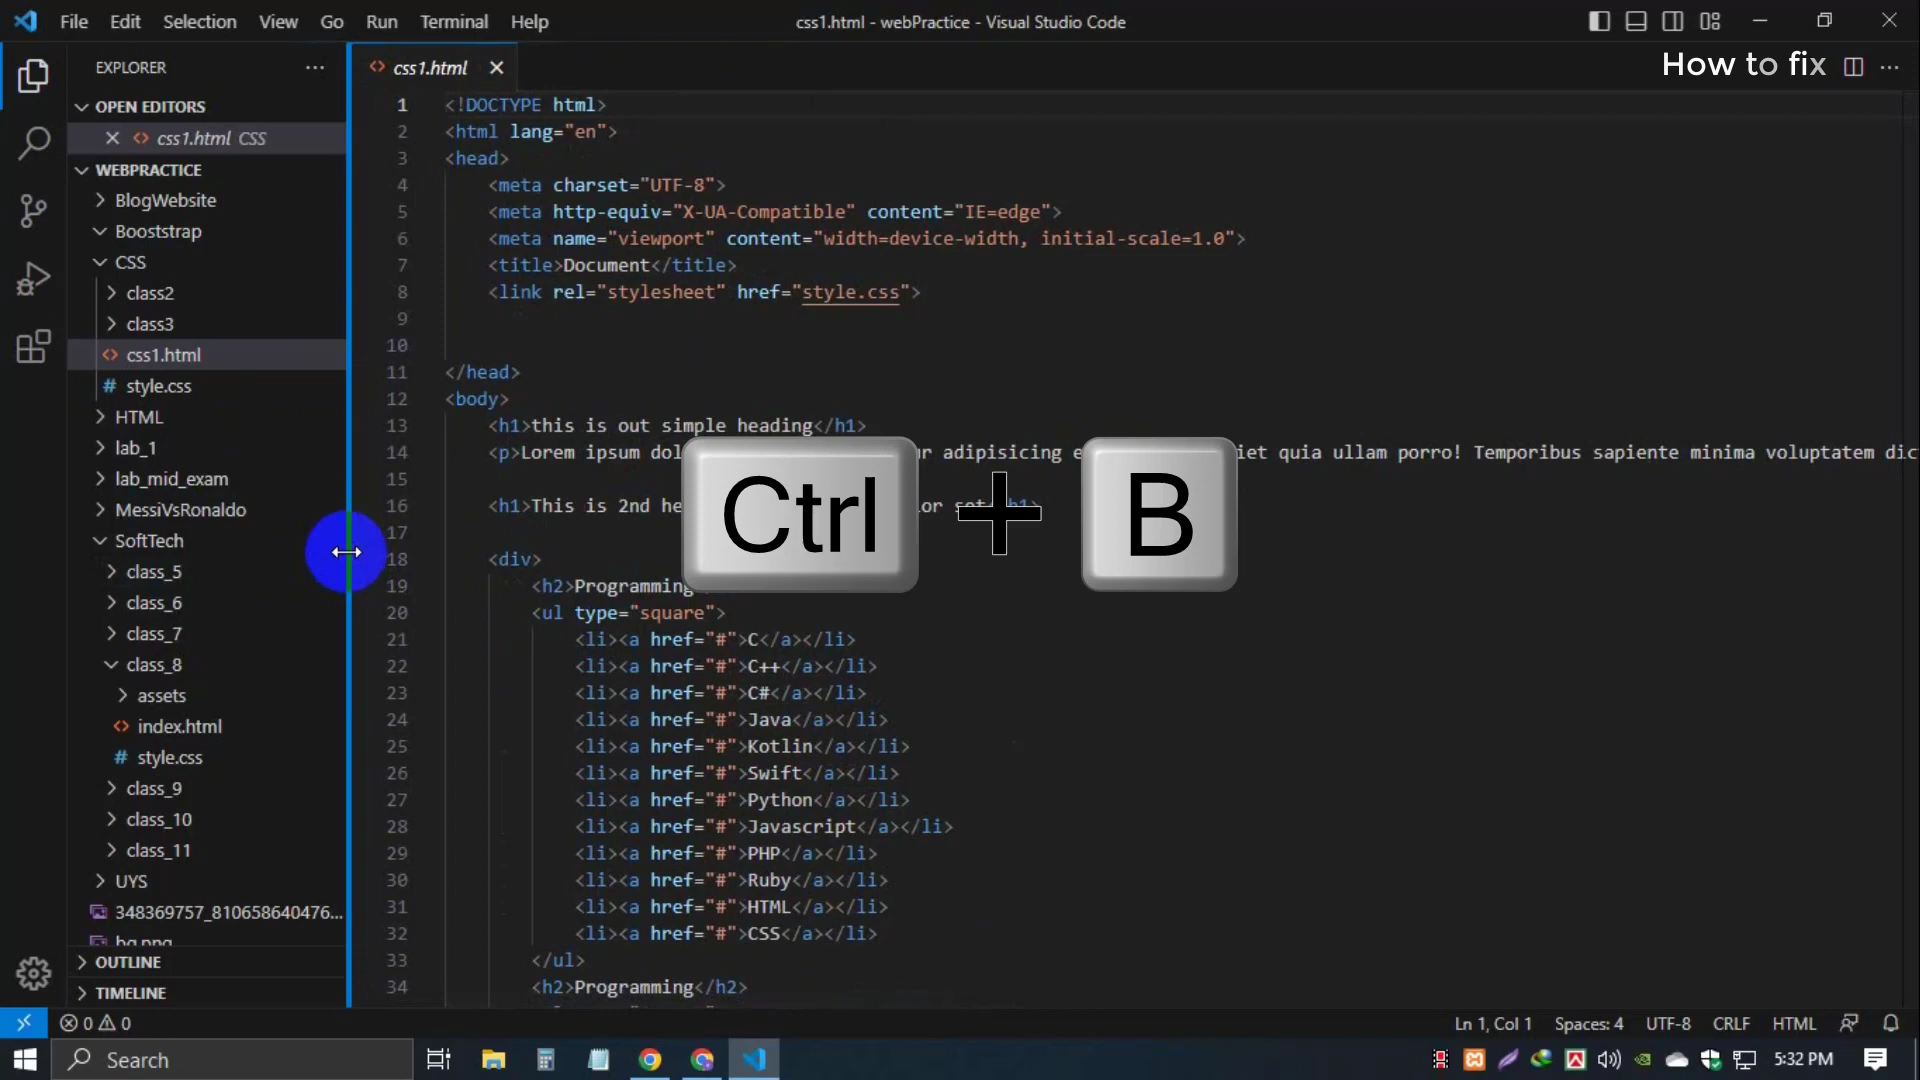 File Edit Selection View Go Run Terminal Help
css1.html - webPractice - Visual Studio Code
EXPLORER
css1.html
How to fix
OPEN EDITORS
css1.html CSS
WEBPRACTICE
BlogWebsite
Booststrap
CSS
class2
class3
css1.html
style.css
HTML
lab_1
lab_mid_exam
MessiVsRonaldo
SoftTech
class_5
class_6
class_7
class_8
assets
index.html
style.css
class_9
class_10
class_11
UYS
348369757_810658640476...
bg.png
OUTLINE
TIMELINE
1 <!DOCTYPE html>
2 <html lang="en">
3 <head>
4 <meta charset="UTF-8">
5 <meta http-equiv="X-UA-Compatible" content="IE=edge">
6 <meta name="viewport" content="width=device-width, initial-scale=1.0">
7 <title>Document</title>
8 <link rel="stylesheet" href="style.css">
9
10
11 </head>
12 <body>
13 <h1>this is out simple heading</h1>
14 <p>Lorem ipsum dol ur adipisicing e iet quia ullam porro! Temporibus sapiente minima voluptatem dic
15
16 <h1>This is 2nd he or set h1>
17
18 <div>
19 <h2>Programming
20 <ul type="square">
21 <li><a href="#">C</a></li>
22 <li><a href="#">C++</a></li>
23 <li><a href="#">C#</a></li>
24 <li><a href="#">Java</a></li>
25 <li><a href="#">Kotlin</a></li>
26 <li><a href="#">Swift</a></li>
27 <li><a href="#">Python</a></li>
28 <li><a href="#">Javascript</a></li>
29 <li><a href="#">PHP</a></li>
30 <li><a href="#">Ruby</a></li>
31 <li><a href="#">HTML</a></li>
32 <li><a href="#">CSS</a></li>
33 </ul>
34 <h2>Programming</h2>
Ctrl + B
0 0
Ln 1, Col 1 Spaces: 4 UTF-8 CRLF HTML
Search
5:32 PM